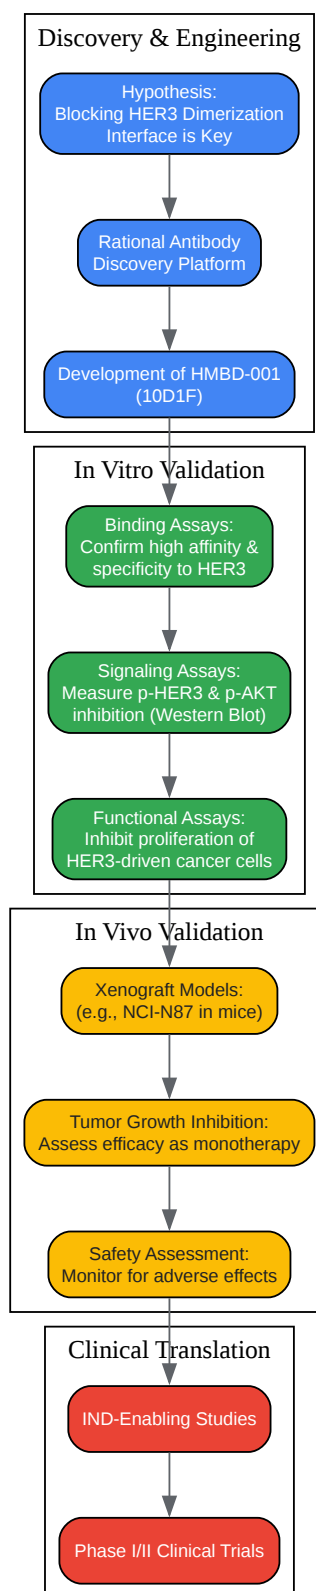 Discovery & Engineering
Hypothesis:
Blocking HER3 Dimerization
Interface is Key
Rational Antibody
Discovery Platform
Development of HMBD-001
(10D1F)
In Vitro Validation
Binding Assays:
Confirm high affinity &
specificity to HER3
Signaling Assays:
Measure p-HER3 & p-AKT
inhibition (Western Blot)
Functional Assays:
Inhibit proliferation of
HER3-driven cancer cells
In Vivo Validation
Xenograft Models:
(e.g., NCI-N87 in mice)
Tumor Growth Inhibition:
Assess efficacy as monotherapy
Safety Assessment:
Monitor for adverse effects
Clinical Translation
IND-Enabling Studies
Phase I/II Clinical Trials